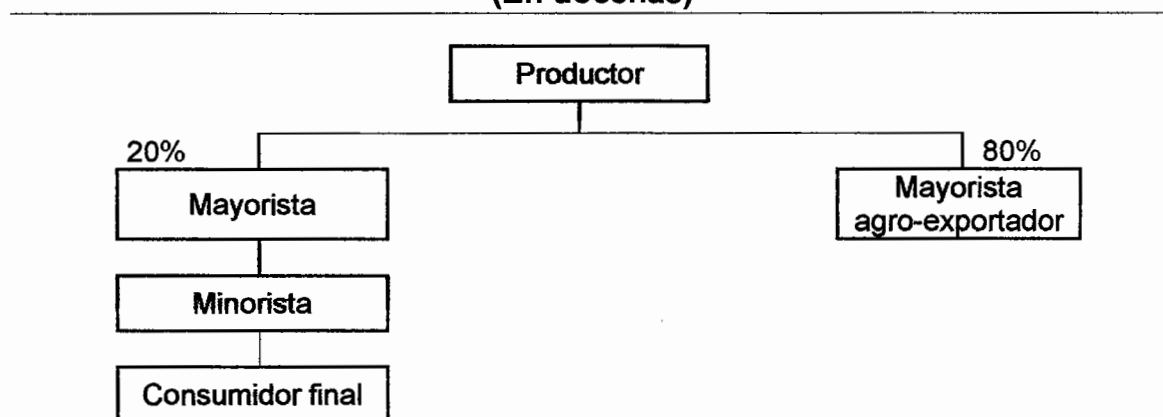 Productor
20%
80%
Mayorista
Mayorista
agro-exportador
Minorista
Consumidor final